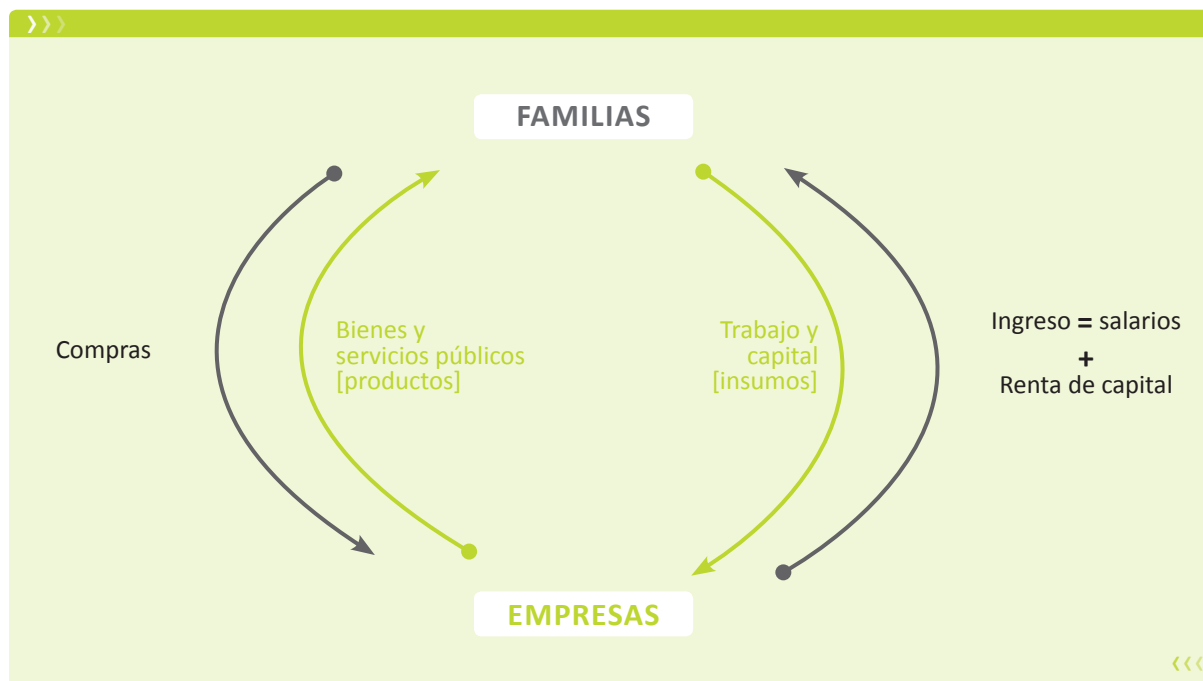 FAMILIAS
Compras
Bienes y
servicios públicos
[productos]
Trabajo y
capital
[insumos]
Ingreso = salarios
+
Renta de capital
EMPRESAS